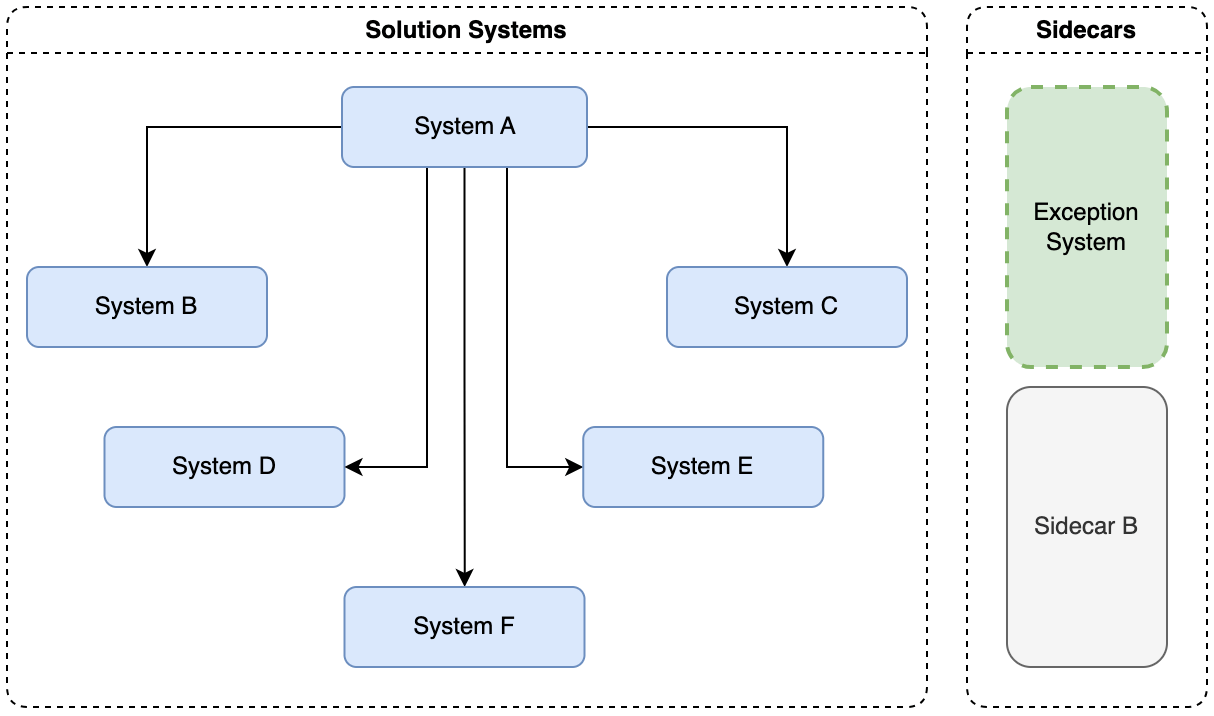 Solution Systems
Sidecars
System A
Exception
System
System B
System C
System D
System E
Sidecar B
System F